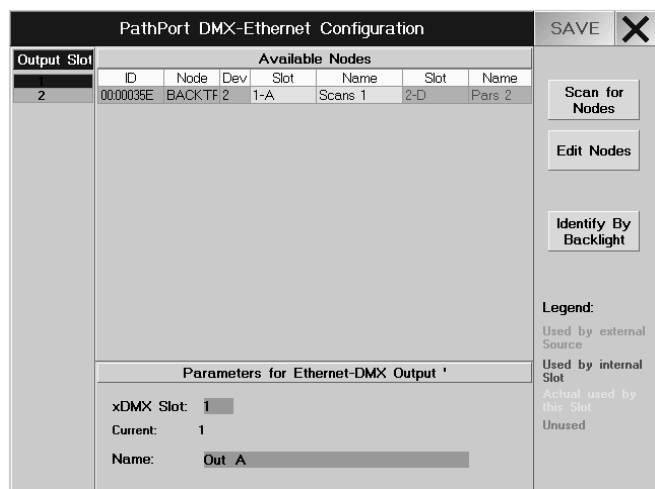 PathPort DMX-Ethernet Configuration
SAVE
Output Slot
1
2
Available Nodes
ID Node Dev Slot Name Slot Name
00:00035E BACKTF 2 1-A Scans 1 2-D Pars 2
Scan for
Nodes
Edit Nodes
Identify By
Backlight
Legend:
Used by external
Source
Used by internal
Slot
Actual used by
this Slot
Unused
Parameters for Ethernet-DMX Output '
xDMX Slot: 1
Current: 1
Name: Out A